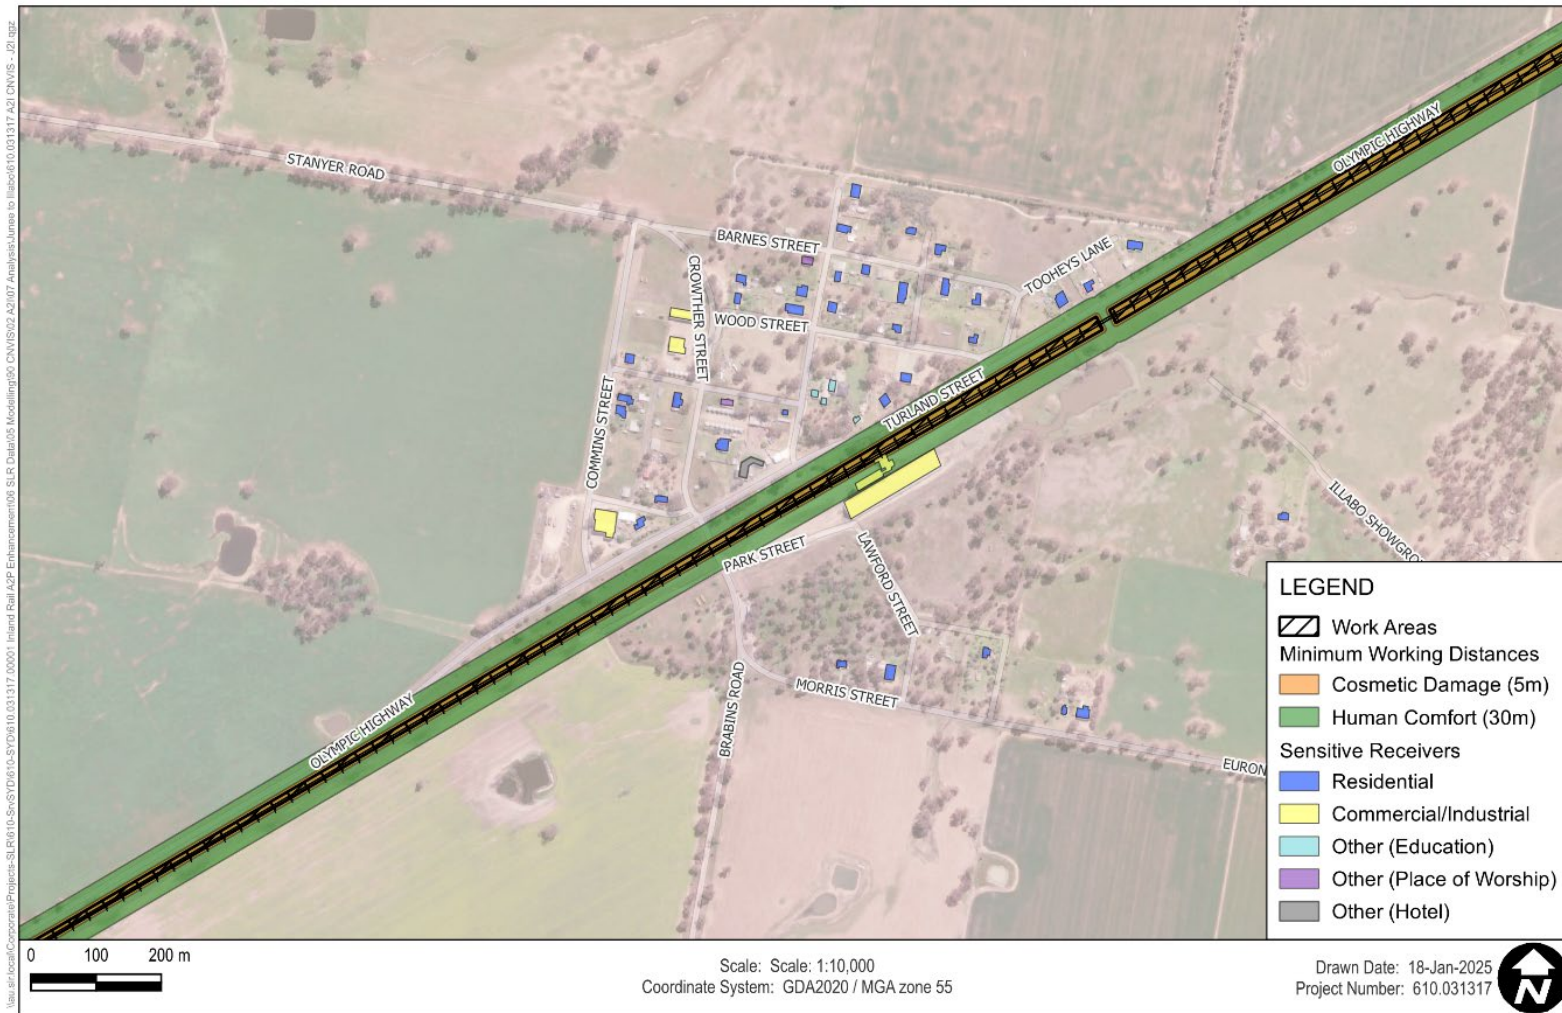 STANYER ROAD
BARNES STREET
CROWTHER STREET
WOOD STREET
TOOHEYS LANE
OLYMPIC HIGHWAY
COMMINS STREET
TURLAND STREET
PARK STREET
LAWFORD STREET
ILLABO SHOWGRO
OLYMPIC HIGHWAY
BRABINS ROAD
MORRIS STREET
EURON
LEGEND
Work Areas
Minimum Working Distances
Cosmetic Damage (5m)
Human Comfort (30m)
Sensitive Receivers
Residential
Commercial/Industrial
Other (Education)
Other (Place of Worship)
Other (Hotel)
0 100 200 m
Scale: Scale: 1:10,000
Coordinate System: GDA2020 / MGA zone 55
Drawn Date: 18-Jan-2025
Project Number: 610.031317
N